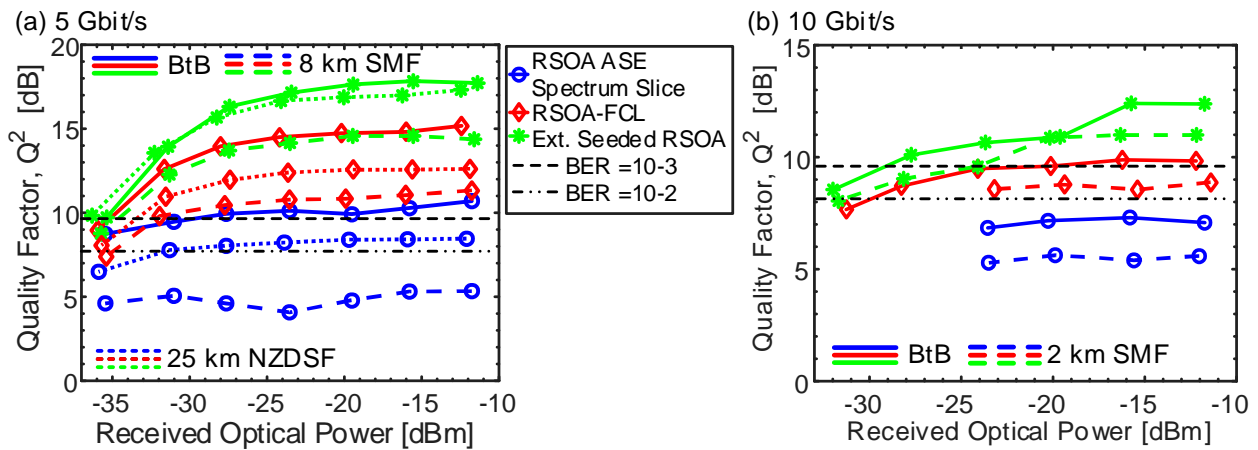 (a) 5 Gbit/s
20
15
10
5
0
Quality Factor, Q² [dB]
BtB
8 km SMF
25 km NZDSF
-35
-30
-25
-20
-15
-10
Received Optical Power [dBm]
RSOA ASE
Spectrum Slice
RSOA-FCL
Ext. Seeded RSOA
BER =10-3
BER =10-2
(b) 10 Gbit/s
15
10
5
0
Quality Factor, Q² [dB]
BtB
2 km SMF
-30
-25
-20
-15
-10
Received Optical Power [dBm]